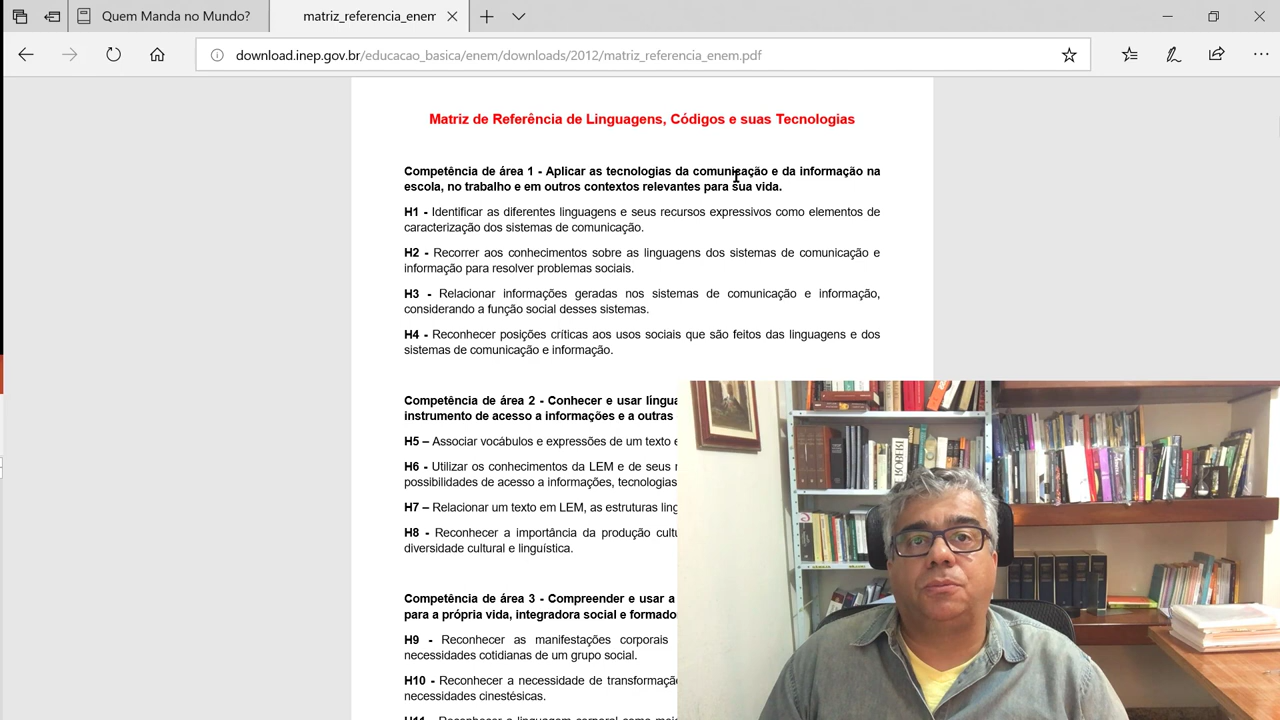 Quem Manda no Mundo?
matriz_referencia_enem
download.inep.gov.br/educacao_basica/enem/downloads/2012/matriz_referencia_enem.pdf
Matriz de Referência de Linguagens, Códigos e suas Tecnologias
Competência de área 1 - Aplicar as tecnologias da comunicação e da informação na
escola, no trabalho e em outros contextos relevantes para sua vida.
H1 - Identificar as diferentes linguagens e seus recursos expressivos como elementos de
caracterização dos sistemas de comunicação.
H2 - Recorrer aos conhecimentos sobre as linguagens dos sistemas de comunicação e
informação para resolver problemas sociais.
H3 - Relacionar informações geradas nos sistemas de comunicação e informação,
considerando a função social desses sistemas.
H4 - Reconhecer posições críticas aos usos sociais que são feitos das linguagens e dos
sistemas de comunicação e informação.
Competência de área 2 - Conhecer e usar língua
instrumento de acesso a informações e a outras
H5 – Associar vocábulos e expressões de um texto
H6 - Utilizar os conhecimentos da LEM e de seus
possibilidades de acesso a informações, tecnologias
H7 – Relacionar um texto em LEM, as estruturas
H8 - Reconhecer a importância da produção
diversidade cultural e linguística.
Competência de área 3 - Compreender e usar a
para a própria vida, integradora social e
H9 - Reconhecer as manifestações corporais
necessidades cotidianas de um grupo social.
H10 - Reconhecer a necessidade de
necessidades cinestésicas.